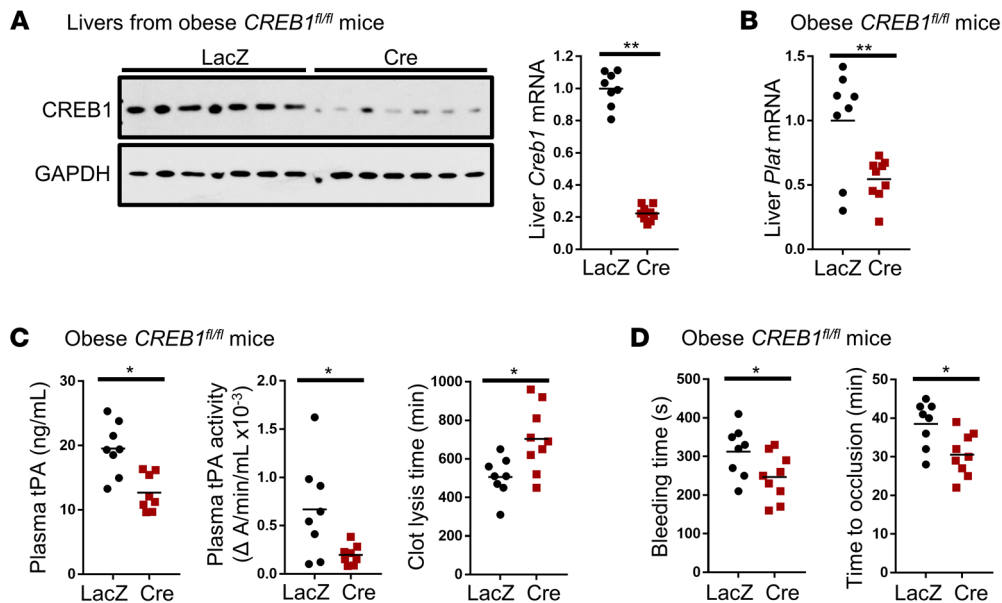 A Livers from obese CREB1fl/fl mice
LacZ Cre
CREB1
GAPDH
Liver Creb1 mRNA
1.2
1.0
0.8
0.6
0.4
0.2
0.0
**
LacZ Cre
B Obese CREB1fl/fl mice
Liver Plat mRNA
1.5
1.0
0.5
0.0
**
LacZ Cre
C Obese CREB1fl/fl mice
Plasma tPA (ng/mL)
30
20
10
0
*
LacZ Cre
Plasma tPA activity
(Δ A/min/mL x10-3)
2.0
1.5
1.0
0.5
0.0
*
LacZ Cre
Clot lysis time (min)
1000
800
600
400
200
0
*
LacZ Cre
D Obese CREB1fl/fl mice
Bleeding time (s)
500
400
300
200
100
0
*
LacZ Cre
Time to occlusion (min)
50
40
30
20
10
0
*
LacZ Cre